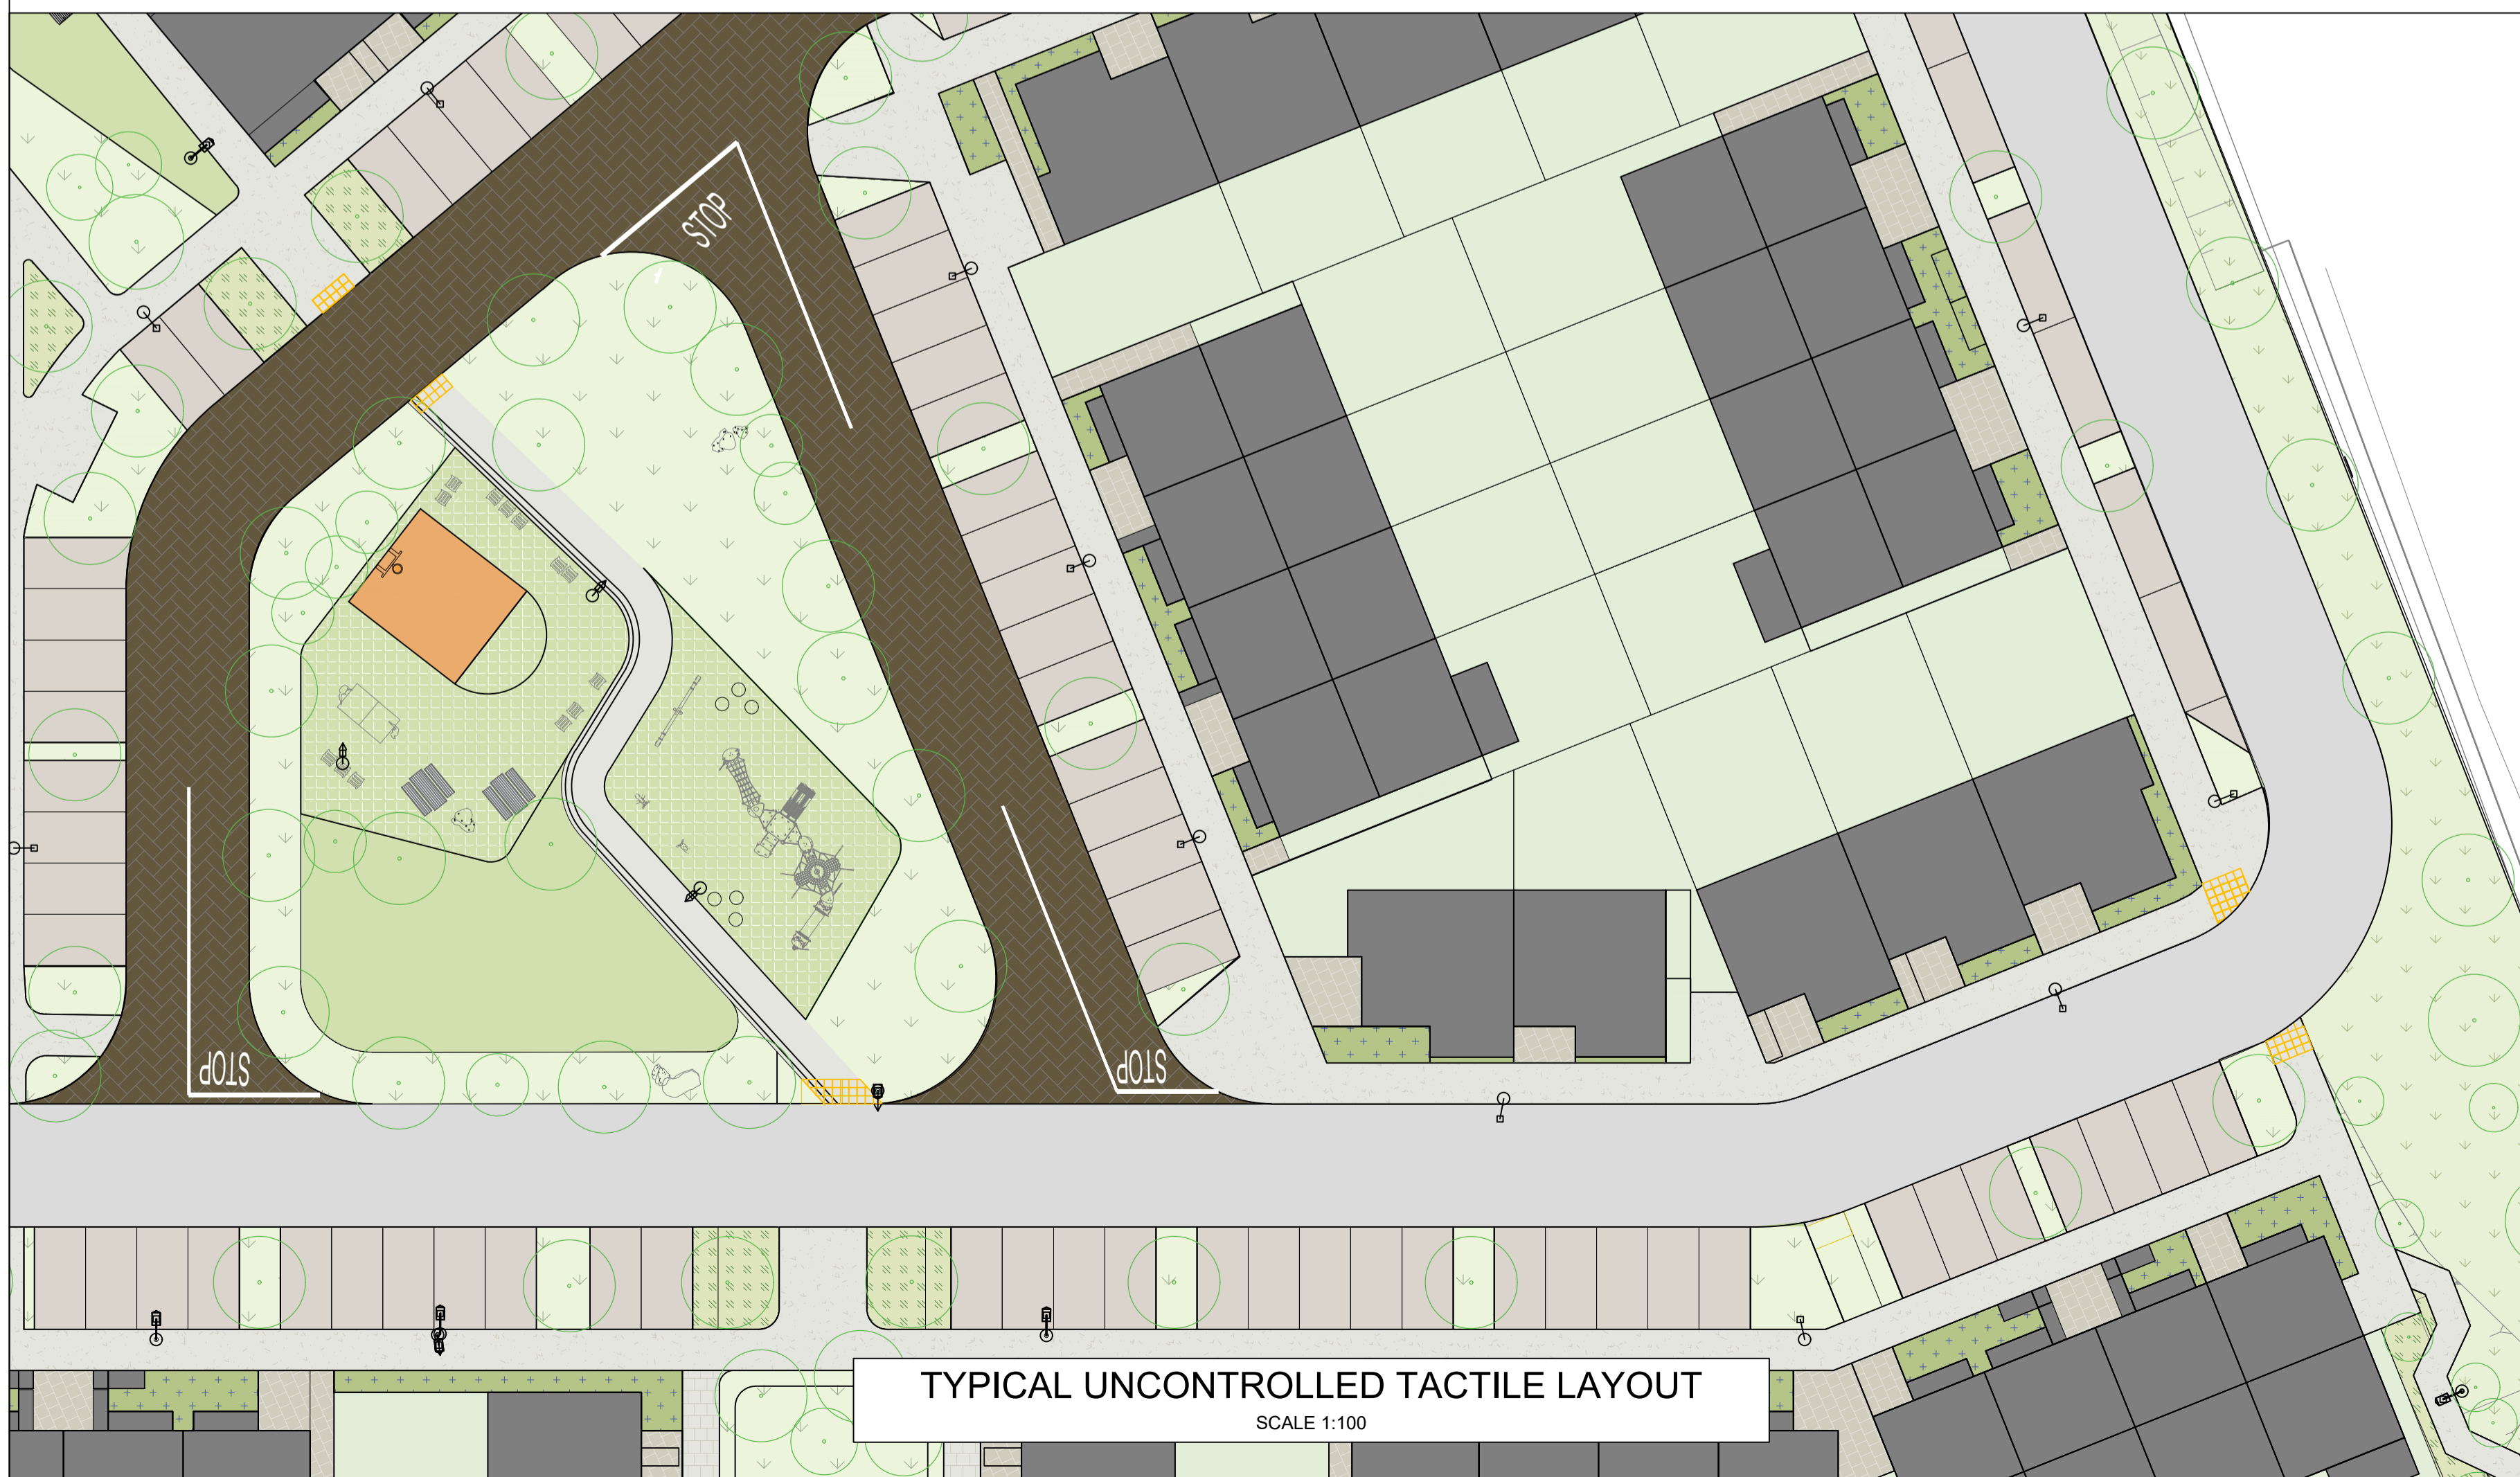 STOP
STOP
STOP
TYPICAL UNCONTROLLED TACTILE LAYOUT
SCALE 1:100